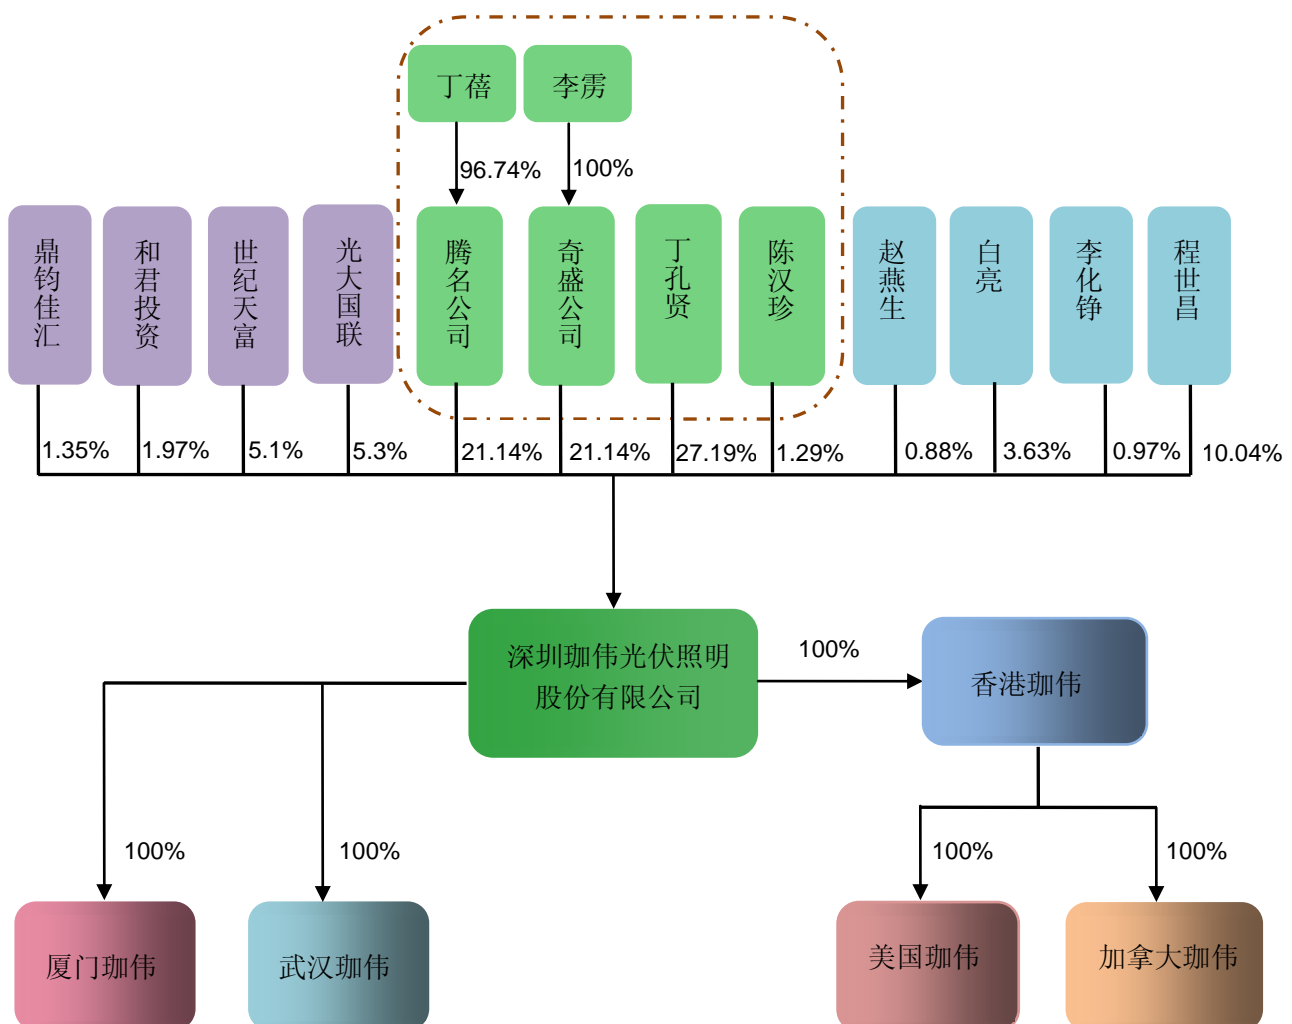 丁蓓
李雳
96.74%
100%
鼎钧佳汇
和君投资
世纪天富
光大国联
腾名公司
奇盛公司
丁孔贤
陈汉珍
赵燕生
白亮
李化铮
程世昌
1.35%
1.97%
5.1%
5.3%
21.14%
21.14%
27.19%
1.29%
0.88%
3.63%
0.97%
10.04%
深圳珈伟光伏照明
股份有限公司
100%
香港珈伟
100%
100%
100%
100%
厦门珈伟
武汉珈伟
美国珈伟
加拿大珈伟